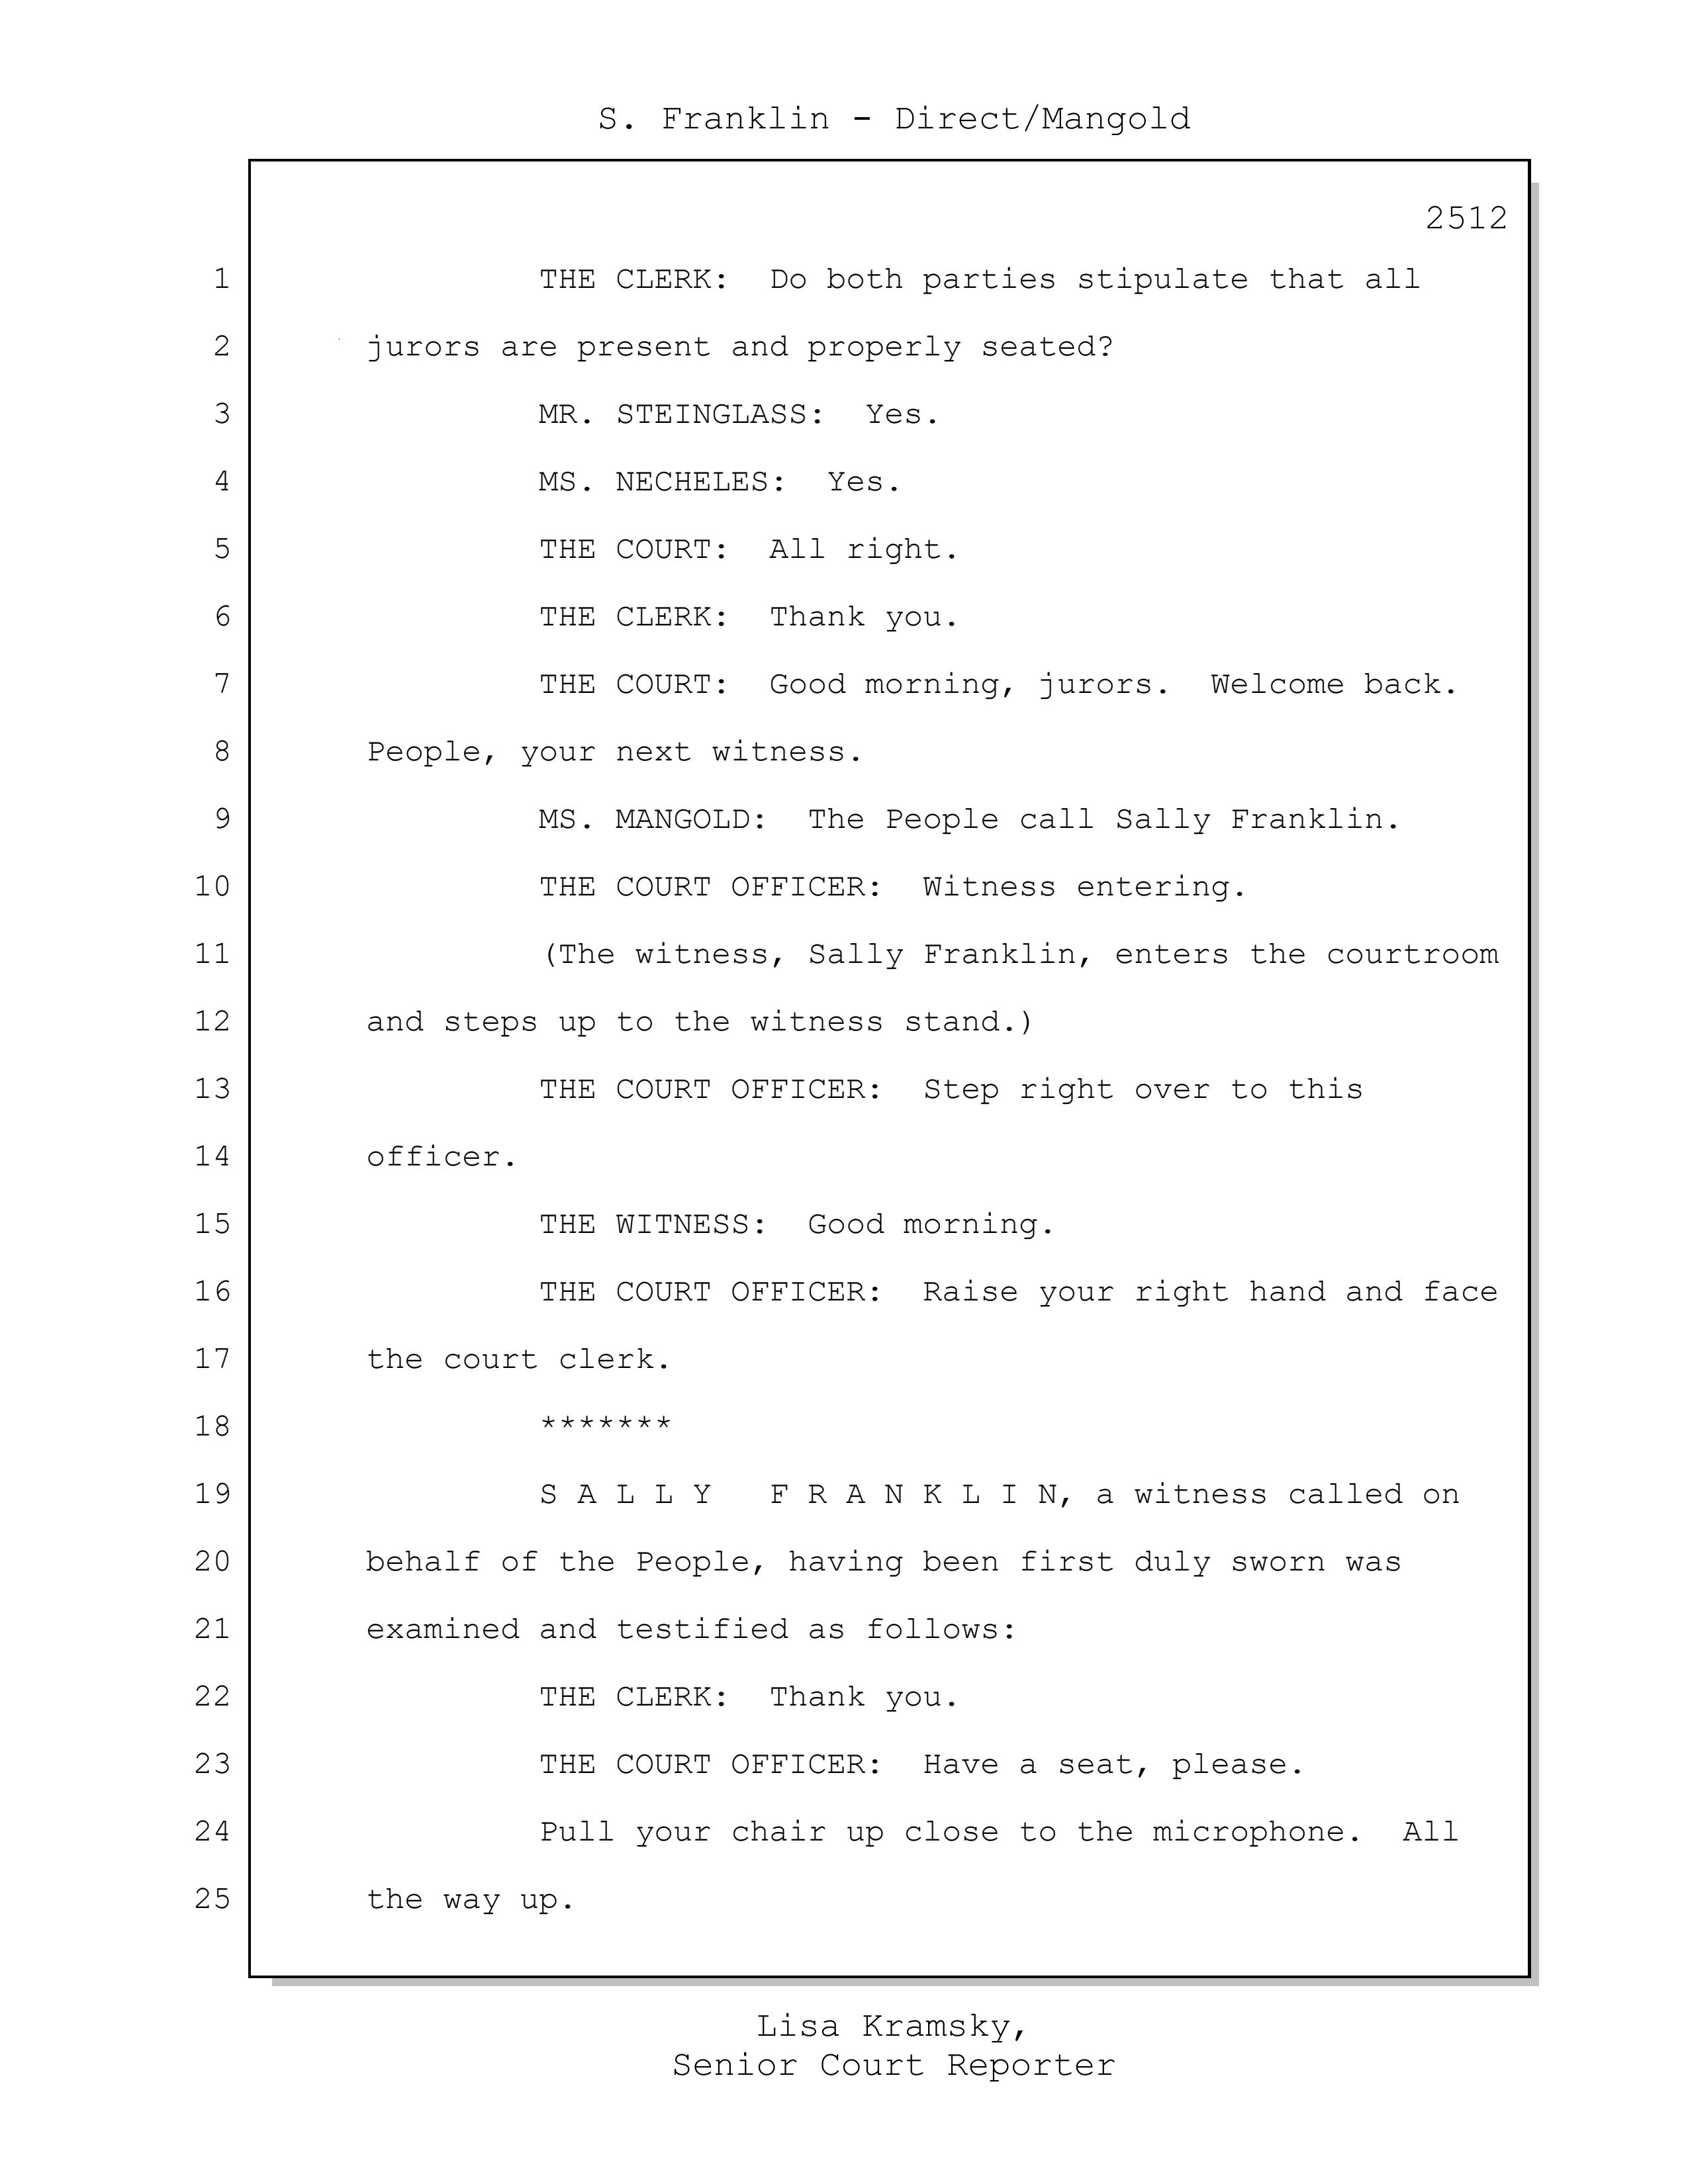 S. Franklin - Direct/Mangold
2512
1 THE CLERK: Do both parties stipulate that all
2 jurors are present and properly seated?
3 MR. STEINGLASS: Yes.
4 MS. NECHELES: Yes.
5 THE COURT: All right.
6 THE CLERK: Thank you.
7 THE COURT: Good morning, jurors. Welcome back.
8 People, your next witness.
9 MS. MANGOLD: The People call Sally Franklin.
10 THE COURT OFFICER: Witness entering.
11 (The witness, Sally Franklin, enters the courtroom
12 and steps up to the witness stand.)
13 THE COURT OFFICER: Step right over to this
14 officer.
15 THE WITNESS: Good morning.
16 THE COURT OFFICER: Raise your right hand and face
17 the court clerk.
18 *******
19 S A L L Y   F R A N K L I N, a witness called on
20 behalf of the People, having been first duly sworn was
21 examined and testified as follows:
22 THE CLERK: Thank you.
23 THE COURT OFFICER: Have a seat, please.
24 Pull your chair up close to the microphone. All
25 the way up.
Lisa Kramsky,
Senior Court Reporter